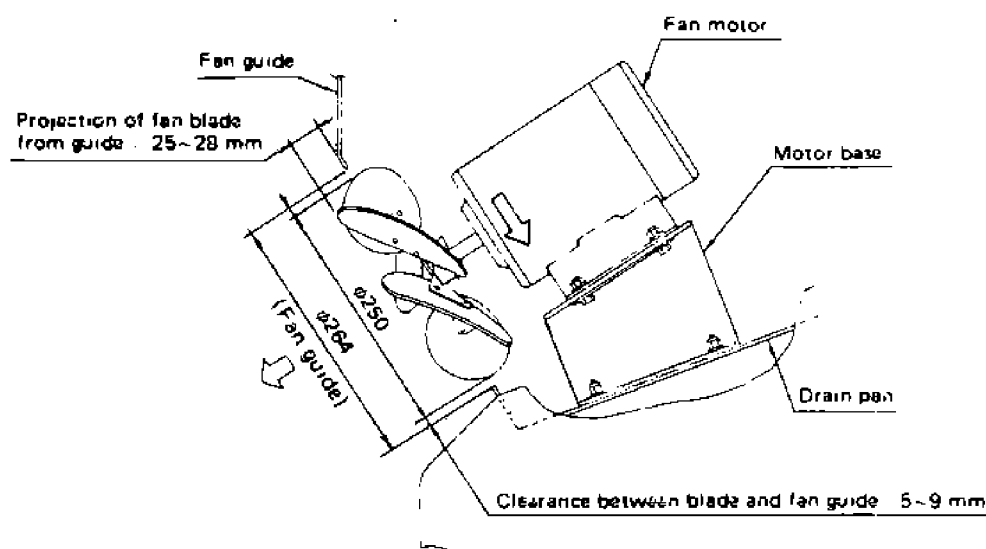 Fan motor
Fan guide
Projection of fan blade
from guide : 25~28 mm
Motor base
φ250
φ264
(Fan guide)
Drain pan
Clearance between blade and fan guide 5~9 mm